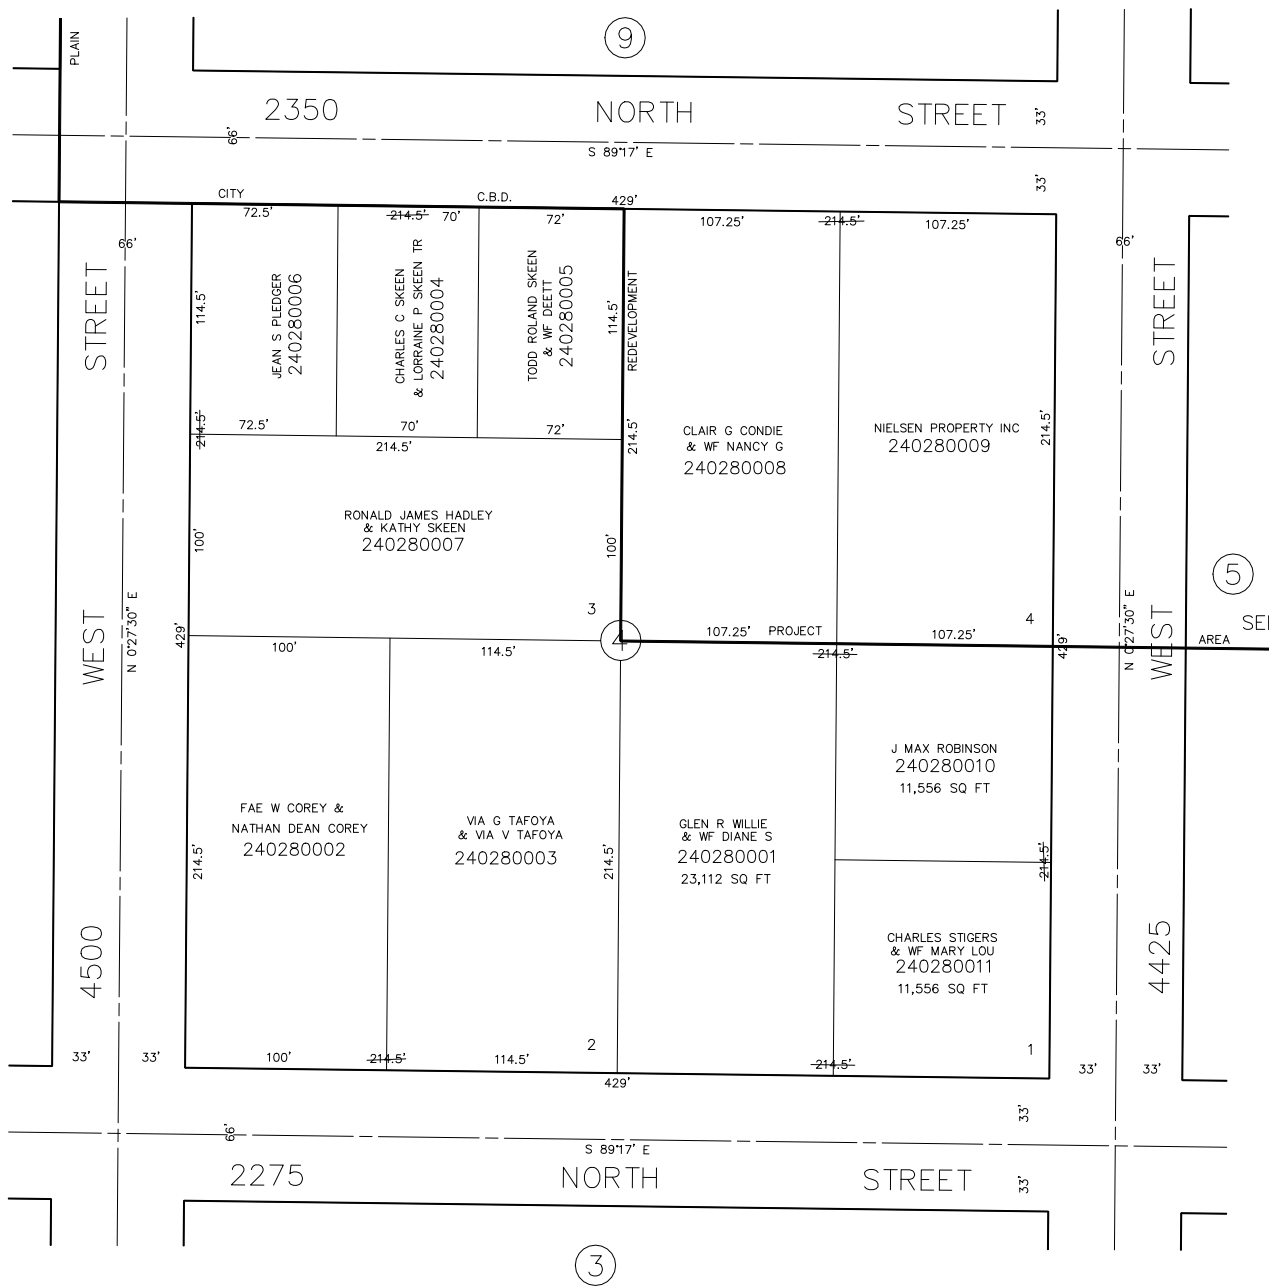 9
PLAIN
2350 NORTH STREET
33'
66'
S 89°17' E
33'
CITY
C.B.D.
429'
72.5'
214.5'
70'
72'
107.25'
214.5'
107.25'
66'
66'
STREET
STREET
114.5'
JEAN S PLEDGER
240280006
CHARLES C SKEEN
& LORRAINE P SKEEN TR
240280004
TODD ROLAND SKEEN
& WF DEETT
240280005
114.5'
REDEVELOPMENT
214.5'
72.5'
70'
72'
214.5'
214.5'
CLAIR G CONDIE
& WF NANCY G
240280008
NIELSEN PROPERTY INC
240280009
214.5'
RONALD JAMES HADLEY
& KATHY SKEEN
240280007
100'
100'
5
WEST
N 0°27'30" E
3
4
N 0°27'30" E
WEST
429'
100'
114.5'
4
107.25'
PROJECT
107.25'
214.5'
429'
AREA
J MAX ROBINSON
240280010
11,556 SQ FT
FAE W COREY &
NATHAN DEAN COREY
240280002
VIA G TAFOYA
& VIA V TAFOYA
240280003
GLEN R WILLIE
& WF DIANE S
240280001
23,112 SQ FT
214.5'
214.5'
214.5'
CHARLES STIGERS
& WF MARY LOU
240280011
11,556 SQ FT
4500
4425
33'
33'
100'
214.5'
114.5'
2
429'
214.5'
1
33'
33'
33'
66'
S 89°17' E
2275 NORTH STREET
33'
3